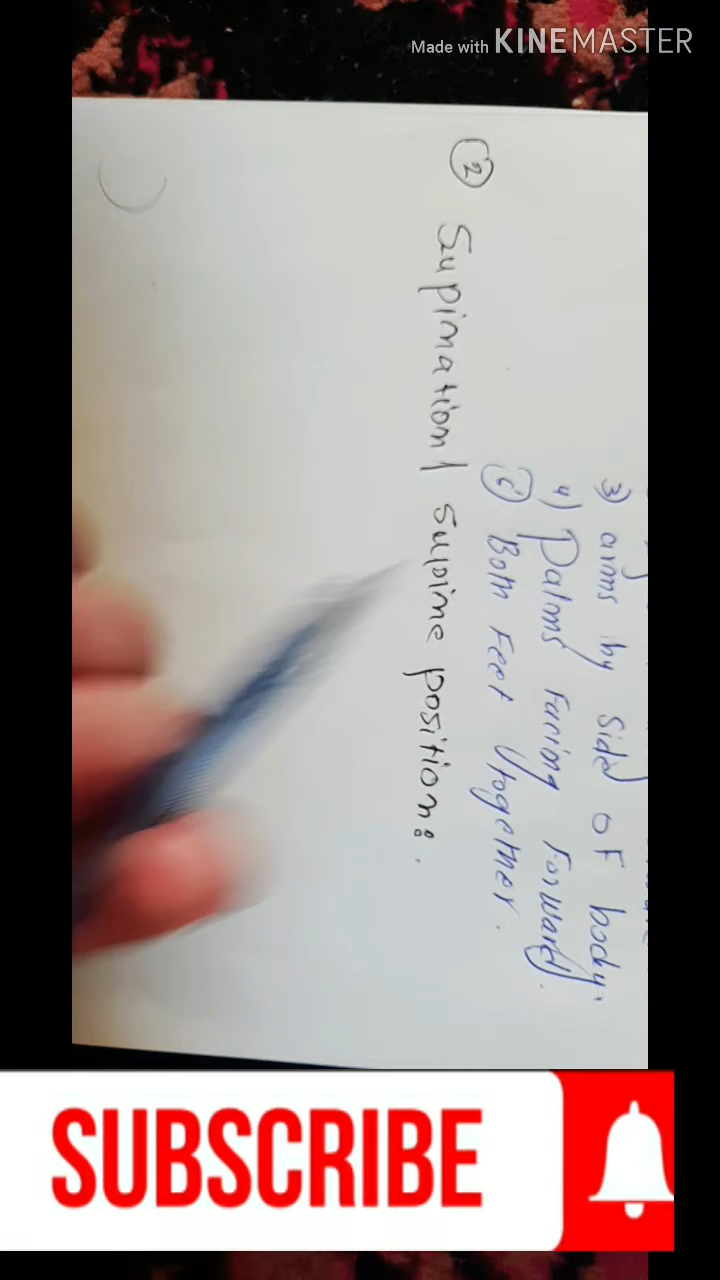 Made with KINEMASTER
3) arms by side of body.
4) Palms Facing Forward.
6) Both Feet together.
2 Supination/ supine position:.
SUBSCRIBE